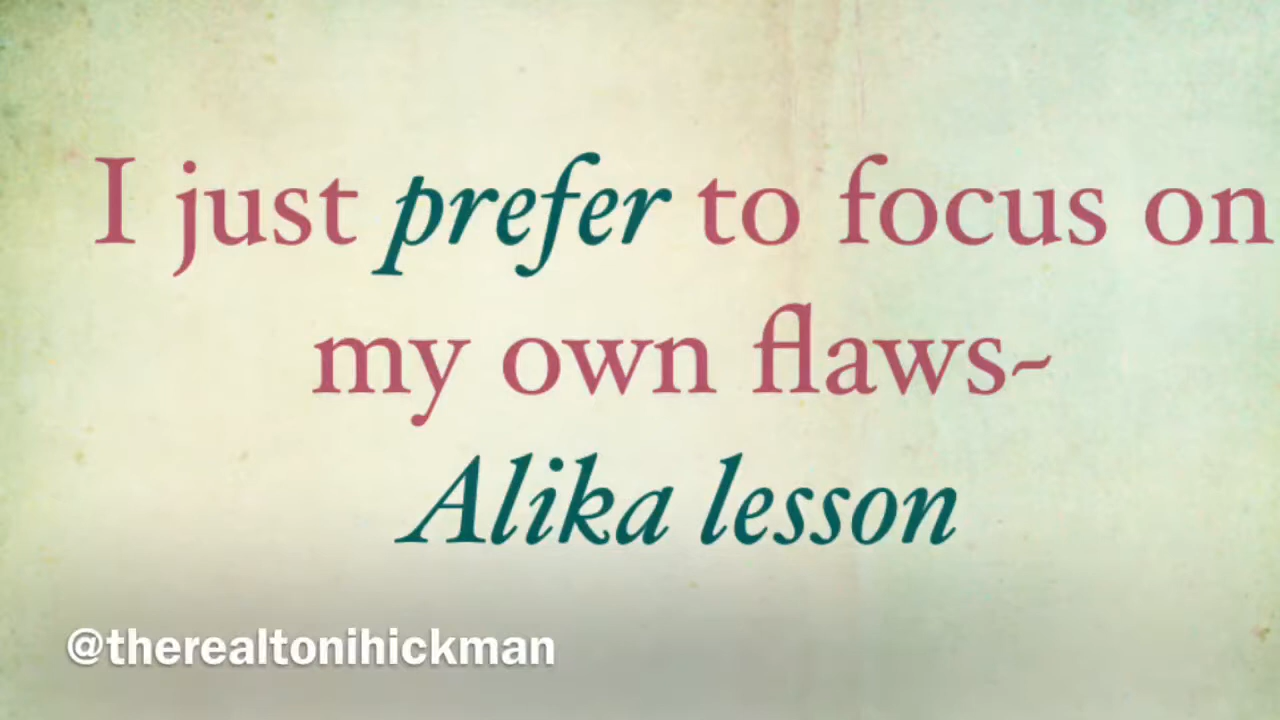 I just prefer to focus on
my own flaws~
Alika lesson
@therealtonihickman